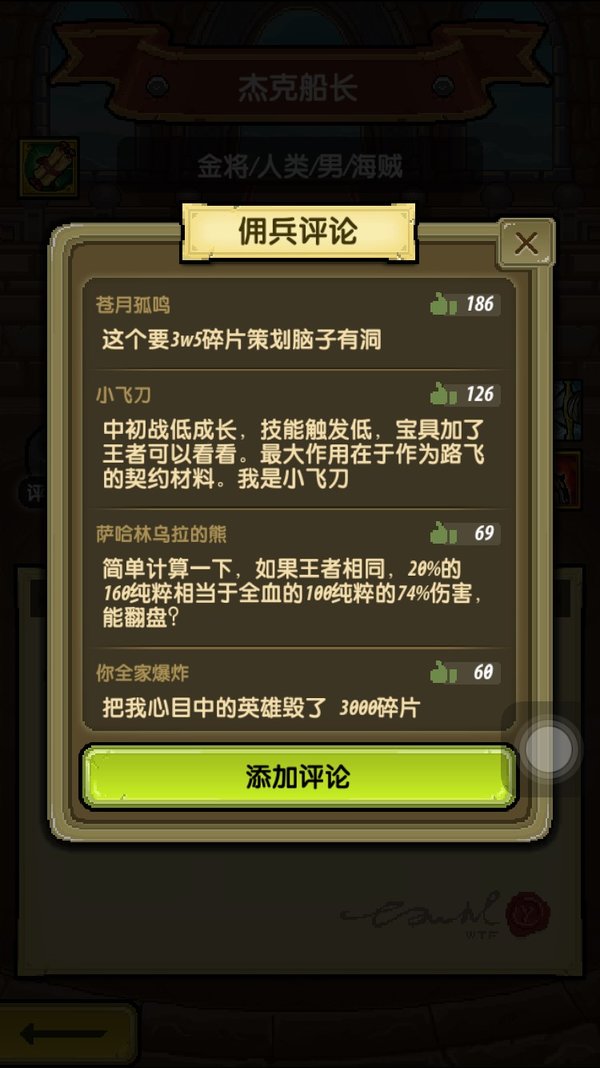 杰克船长
金将/人类/男/海贼
佣兵评论
苍月孤鸣
186
这个要3w5碎片策划脑子有洞
小飞刀
126
中初战低成长，技能触发低，宝具加了
王者可以看看。最大作用在于作为路飞
的契约材料。我是小飞刀
萨哈林乌拉的熊
69
简单计算一下，如果王者相同，20%的
160纯粹相当于全血的100纯粹的74%伤害，
能翻盘？
你全家爆炸
60
把我心目中的英雄毁了 3000碎片
评
添加评论
WTF